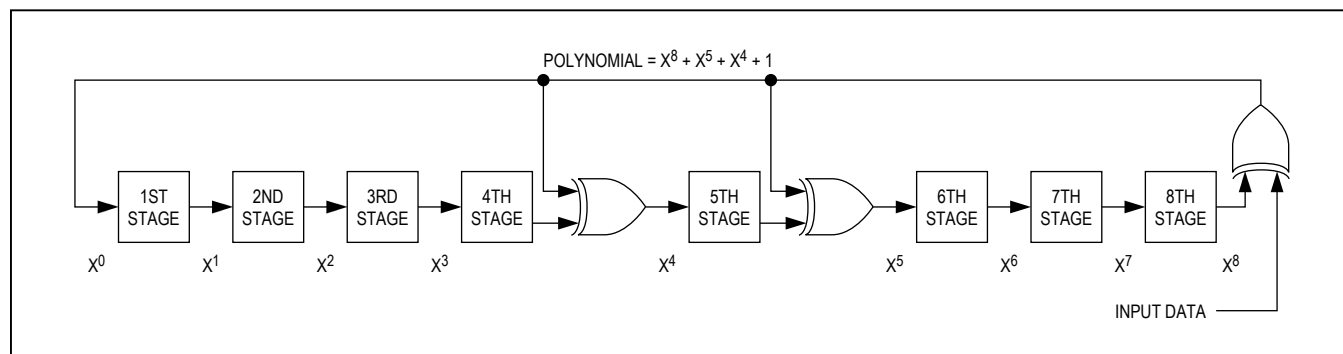 POLYNOMIAL = X⁸ + X⁵ + X⁴ + 1
1ST
STAGE
2ND
STAGE
3RD
STAGE
4TH
STAGE
5TH
STAGE
6TH
STAGE
7TH
STAGE
8TH
STAGE
X⁰ X¹ X² X³ X⁴ X⁵ X⁶ X⁷ X⁸
INPUT DATA